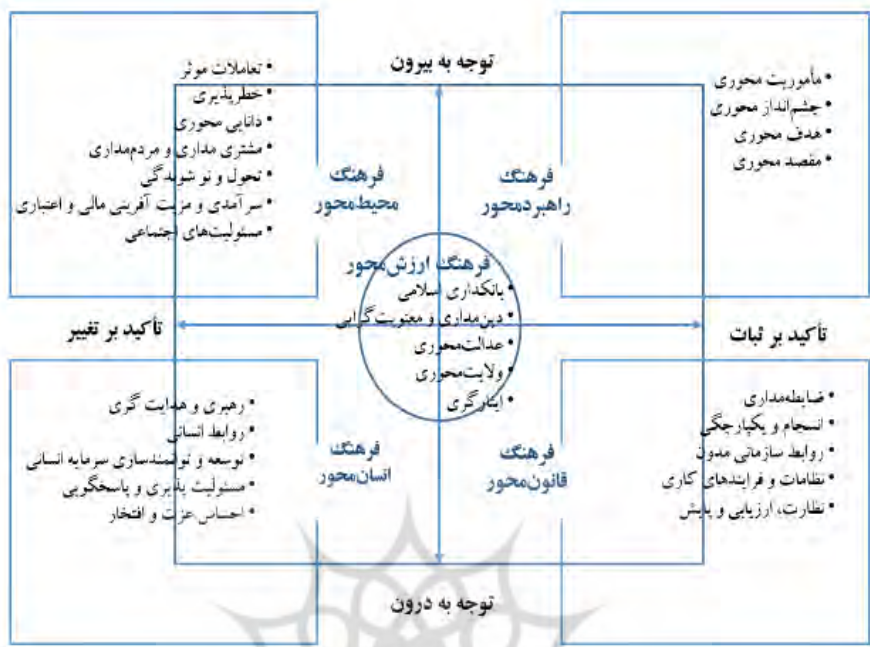 توجه به بیرون
• مأموریت محوری
• چشم‌انداز محوری
• هدف محوری
• مقصد محوری
فرهنگ
راهبردمحور
• تعاملات موثر
• خطرپذیری
• دانایی محوری
• مشتری مداری و مردم‌مداری
• تحول و نو شوندگی
• سرآمدی و مزیت آفرینی مالی و اعتباری
• مسئولیت‌های اجتماعی
فرهنگ
محیط‌محور
فرهنگ ارزش‌محور
• بانکداری اسلامی
• دین‌مداری و معنویت‌گرایی
• عدالت‌محوری
• ولایت‌محوری
• ایثارگری
تأکید بر ثبات
تأکید بر تغییر
• ضابطه‌مداری
• انسجام و یکپارچگی
• روابط سازمانی مدون
• نظامات و فرایندهای کاری
• نظارت، ارزیابی و پایش
فرهنگ
قانون‌محور
• رهبری و هدایت گری
• روابط انسانی
• توسعه و توانمندسازی سرمایه انسانی
• مسئولیت پذیری و پاسخگویی
• احساس عزت و افتخار
فرهنگ
انسان‌محور
توجه به درون